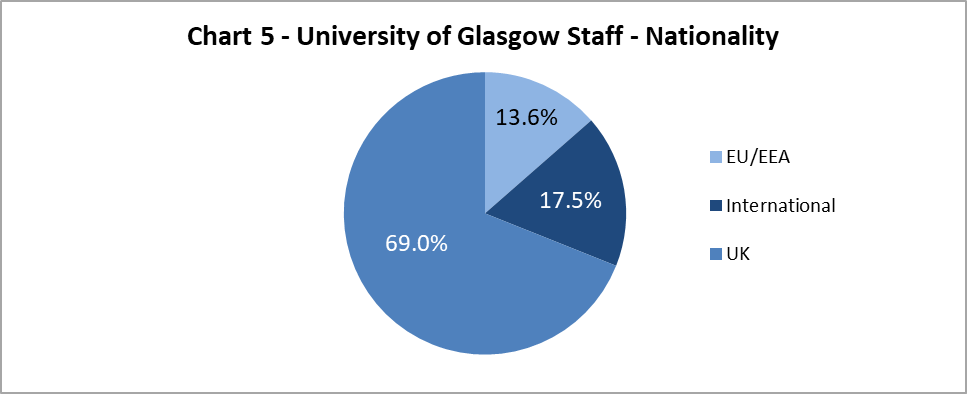 Chart 5 - University of Glasgow Staff - Nationality
13.6%
17.5%
69.0%
EU/EEA
International
UK